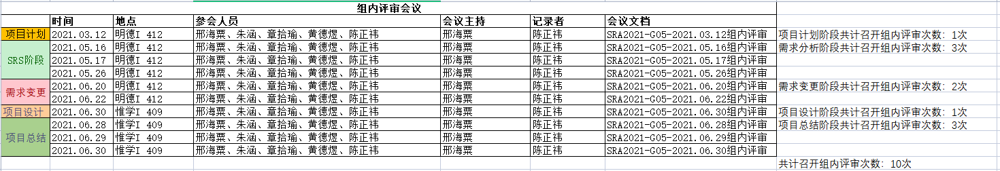 组内评审会议
时间 地点 参会人员 会议主持 记录者 会议文档
项目计划 2021.03.12 明德I 412 邢海粟、朱涵、章拾瑜、黄德煜、陈正祎 邢海粟 陈正祎 SRA2021-G05-2021.03.12组内评审 项目计划阶段共计召开组内评审次数：1次
2021.05.16 明德I 412 邢海粟、朱涵、章拾瑜、黄德煜、陈正祎 邢海粟 陈正祎 SRA2021-G05-2021.05.16组内评审 需求分析阶段共计召开组内评审次数：3次
SRS阶段 2021.05.17 明德I 412 邢海粟、朱涵、章拾瑜、黄德煜、陈正祎 邢海粟 陈正祎 SRA2021-G05-2021.05.17组内评审
2021.05.26 明德I 412 邢海粟、朱涵、章拾瑜、黄德煜、陈正祎 邢海粟 陈正祎 SRA2021-G05-2021.05.26组内评审
需求变更 2021.06.20 明德I 412 邢海粟、朱涵、章拾瑜、黄德煜、陈正祎 邢海粟 陈正祎 SRA2021-G05-2021.06.20组内评审 需求变更阶段共计召开组内评审次数：2次
2021.06.22 明德I 412 邢海粟、朱涵、章拾瑜、黄德煜、陈正祎 邢海粟 陈正祎 SRA2021-G05-2021.06.22组内评审
项目设计 2021.06.30 惟学I 409 邢海粟、朱涵、章拾瑜、黄德煜、陈正祎 邢海粟 陈正祎 SRA2021-G05-2021.06.30组内评审 项目设计阶段共计召开组内评审次数：1次
2021.06.28 惟学I 409 邢海粟、朱涵、章拾瑜、黄德煜、陈正祎 邢海粟 陈正祎 SRA2021-G05-2021.06.28组内评审 项目总结阶段共计召开组内评审次数：3次
项目总结 2021.06.29 惟学I 409 邢海粟、朱涵、章拾瑜、黄德煜、陈正祎 邢海粟 陈正祎 SRA2021-G05-2021.06.29组内评审
2021.06.30 惟学I 409 邢海粟、朱涵、章拾瑜、黄德煜、陈正祎 邢海粟 陈正祎 SRA2021-G05-2021.06.30组内评审
共计召开组内评审次数：10次